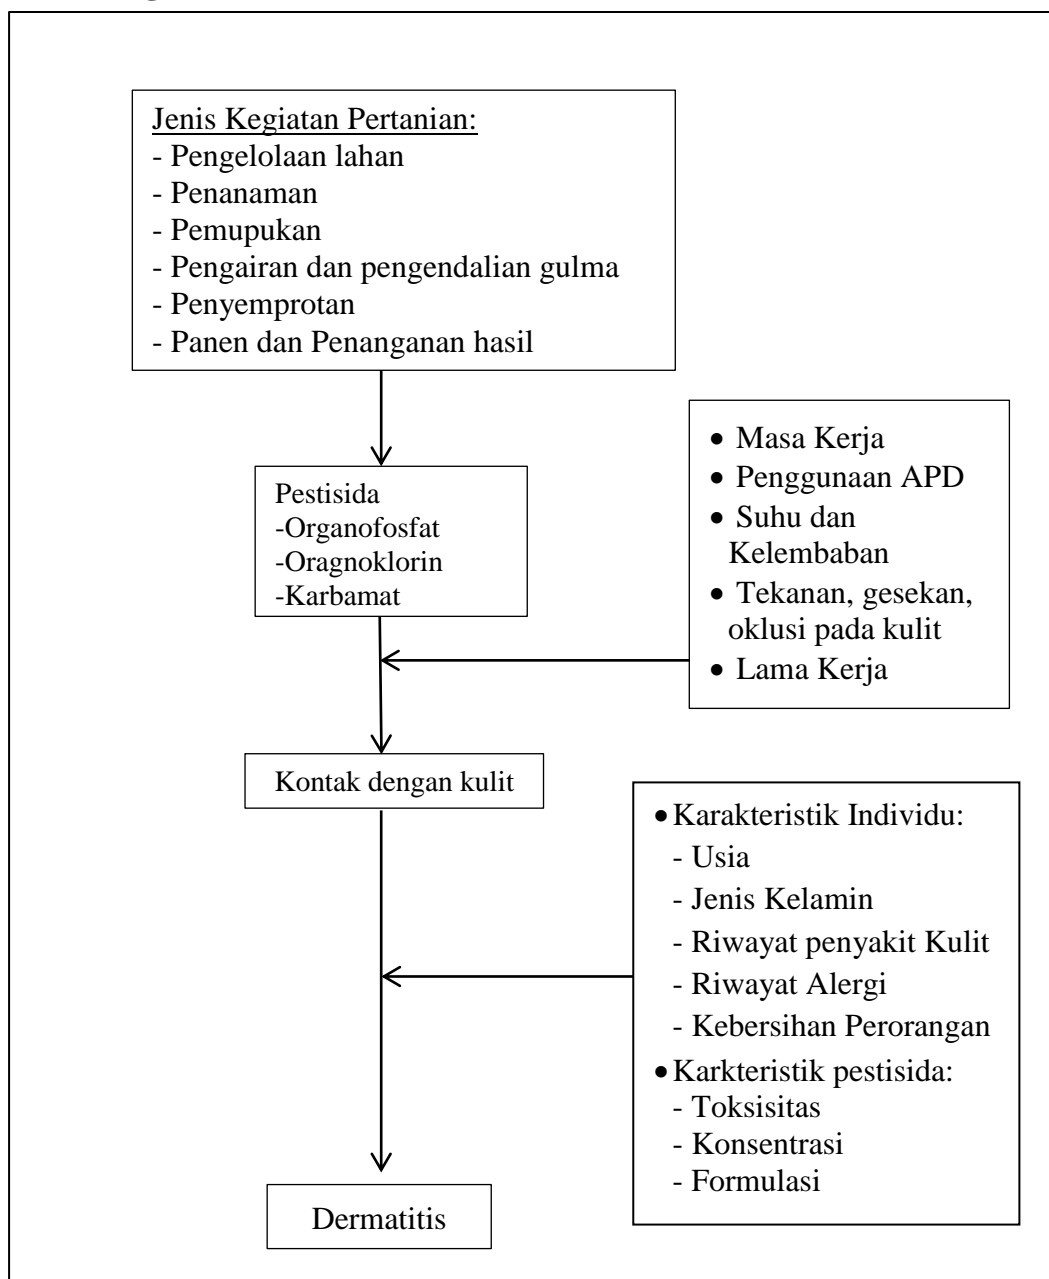 Jenis Kegiatan Pertanian:
- Pengelolaan lahan
- Penanaman
- Pemupukan
- Pengairan dan pengendalian gulma
- Penyemprotan
- Panen dan Penanganan hasil
• Masa Kerja
• Penggunaan APD
• Suhu dan
Kelembaban
• Tekanan, gesekan,
oklusi pada kulit
• Lama Kerja
Pestisida
-Organofosfat
-Oragnoklorin
-Karbamat
Kontak dengan kulit
• Karakteristik Individu:
- Usia
- Jenis Kelamin
- Riwayat penyakit Kulit
- Riwayat Alergi
- Kebersihan Perorangan
• Karkteristik pestisida:
- Toksisitas
- Konsentrasi
- Formulasi
Dermatitis